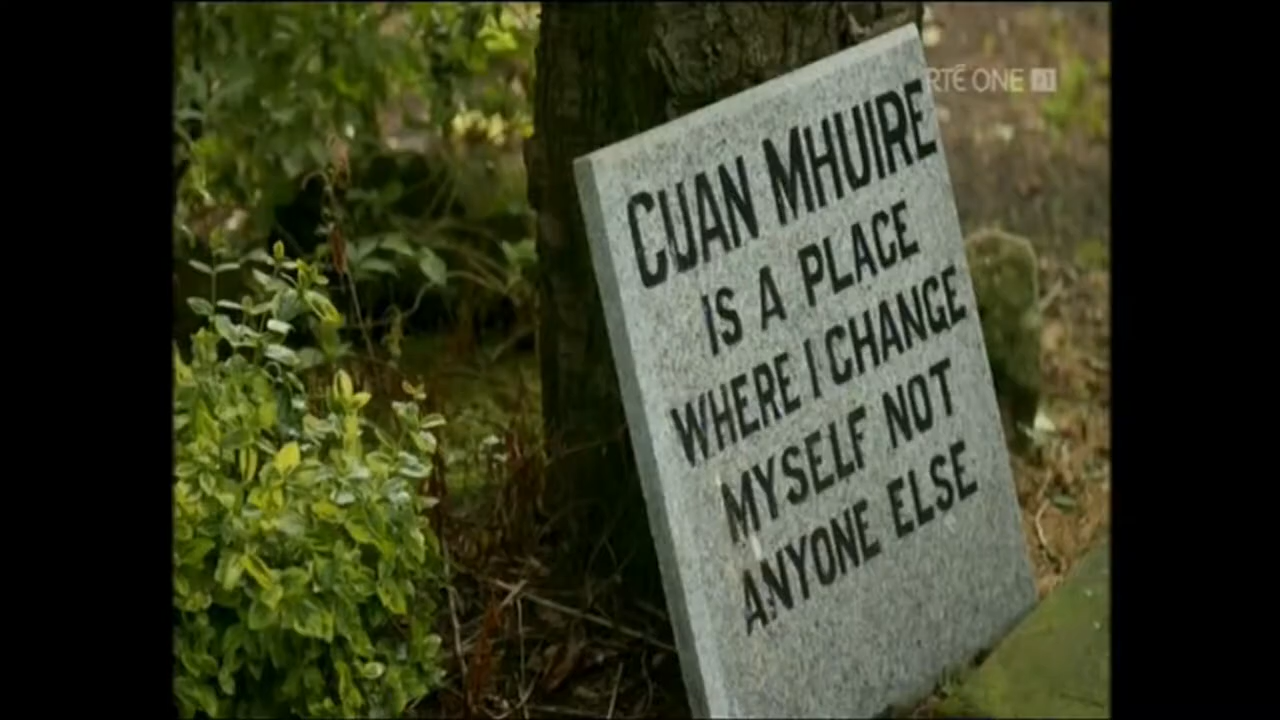 RTÉ ONE
CUAN MHUIRE
IS A PLACE
WHERE I CHANGE
MYSELF NOT
ANYONE ELSE